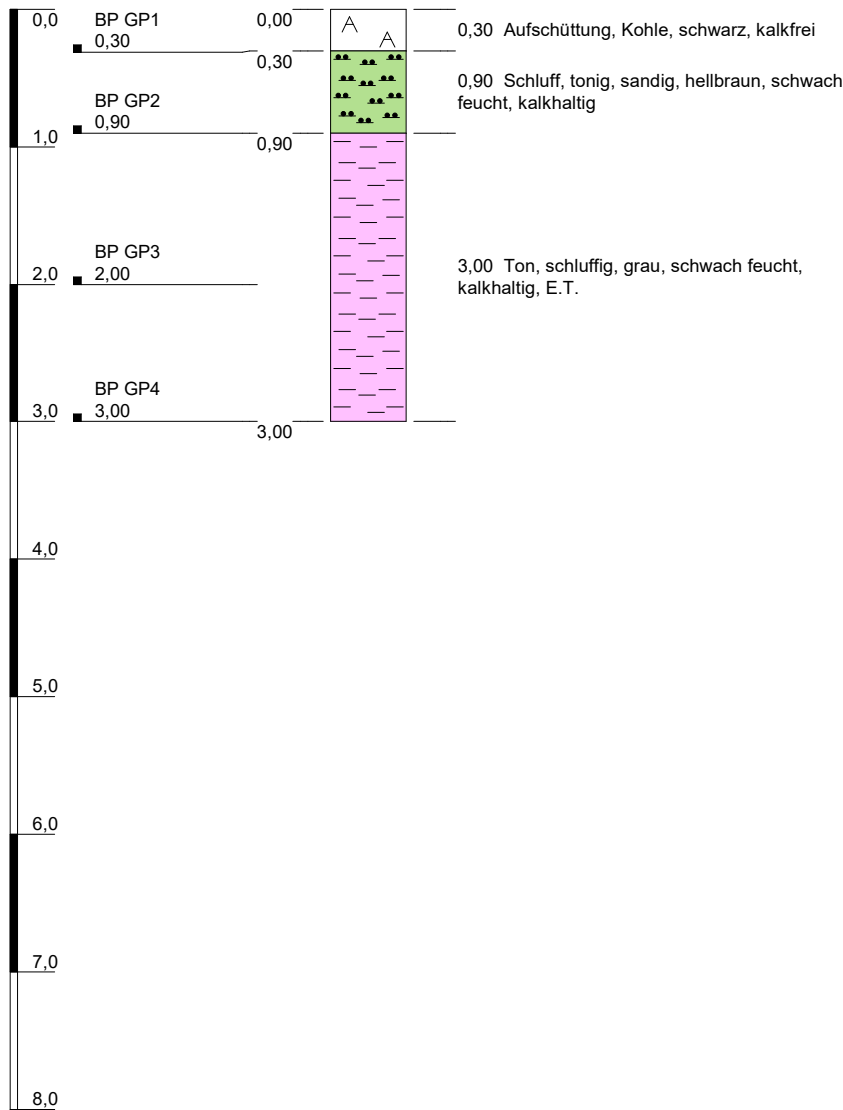 0,0
BP GP1
0,30
0,00
A
A
0,30 Aufschüttung, Kohle, schwarz, kalkfrei
0,30
0,90 Schluff, tonig, sandig, hellbraun, schwach
feucht, kalkhaltig
BP GP2
0,90
1,0
0,90
BP GP3
2,00
2,0
3,00 Ton, schluffig, grau, schwach feucht,
kalkhaltig, E.T.
BP GP4
3,00
3,0
3,00
4,0
5,0
6,0
7,0
8,0